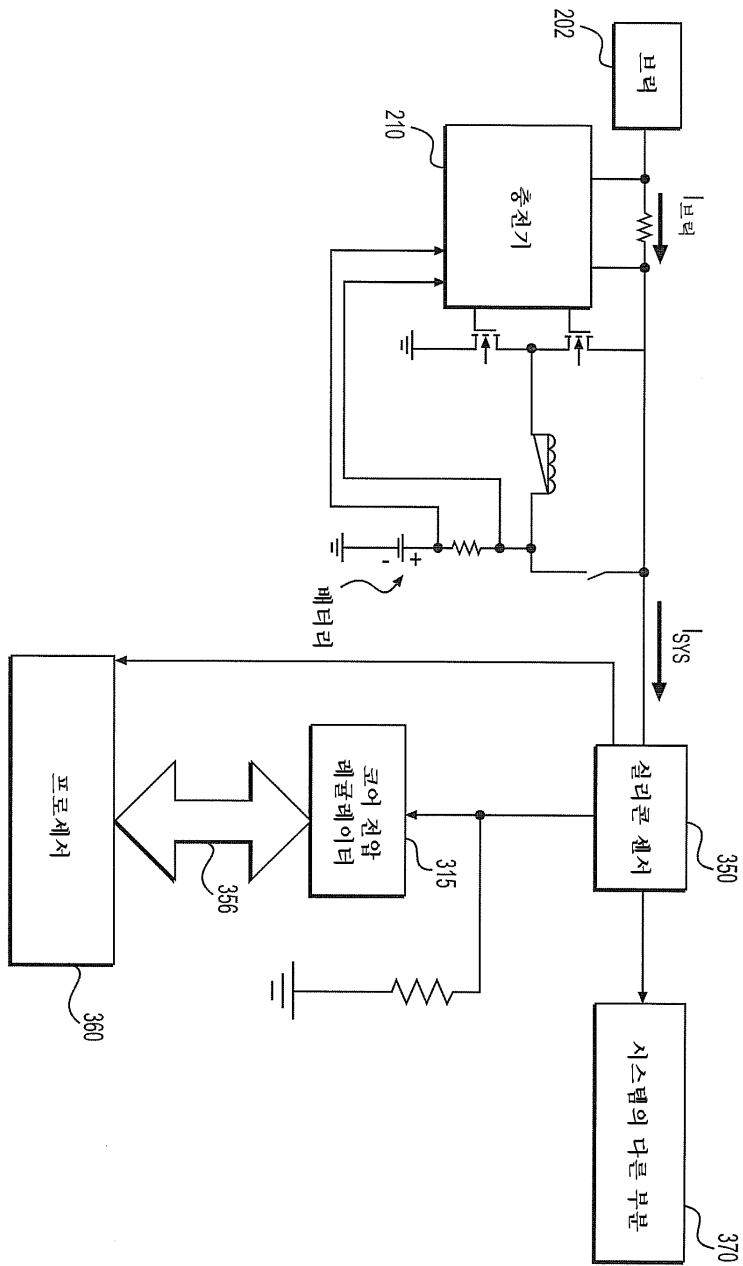 브릭
202
I브릭
충전기
210
+
-
배터리
ISYS
실리콘 센서
350
코어 전압
레귤레이터
315
356
프로세서
360
시스템의 다른 부분
370